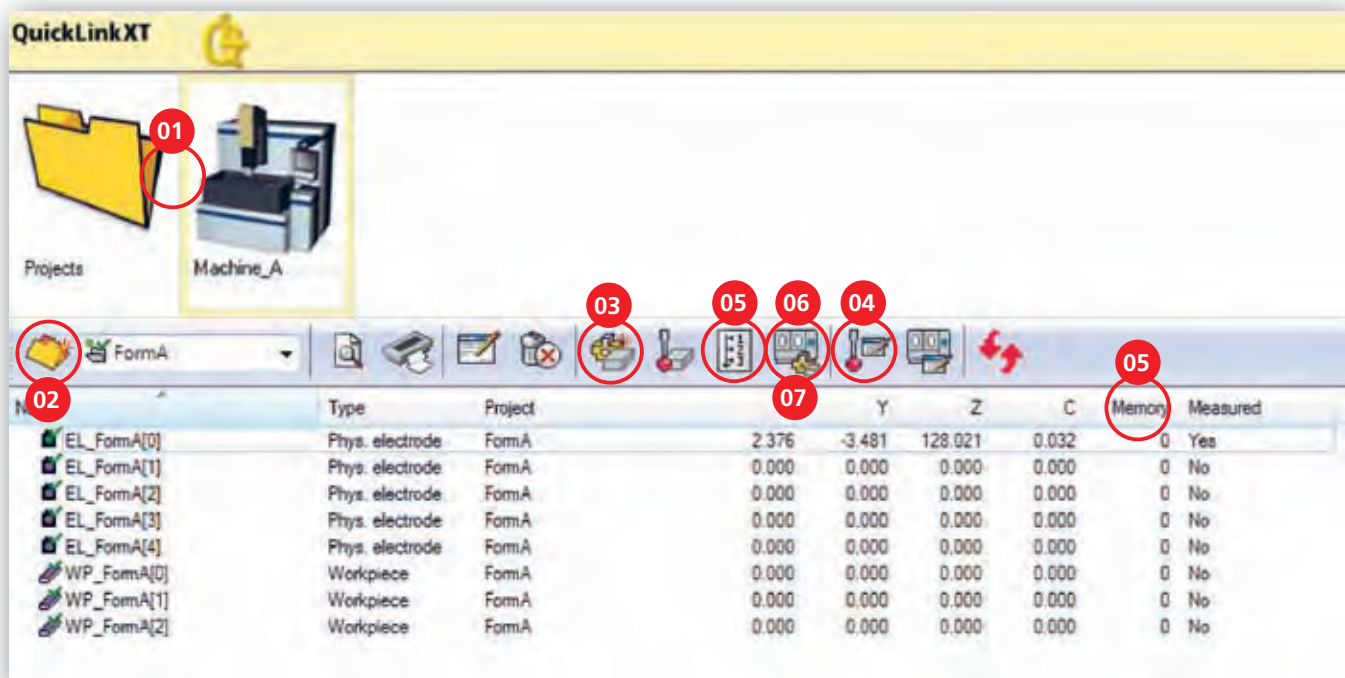 QuickLinkXT
01
Projects
Machine_A
03
05
06
04
FormA
02
07
05
Type Project Y Z C Memory Measured
EL_FormA[0] Phys. electrode FormA 2.376 -3.481 128.021 0.032 0 Yes
EL_FormA[1] Phys. electrode FormA 0.000 0.000 0.000 0.000 0 No
EL_FormA[2] Phys. electrode FormA 0.000 0.000 0.000 0.000 0 No
EL_FormA[3] Phys. electrode FormA 0.000 0.000 0.000 0.000 0 No
EL_FormA[4] Phys. electrode FormA 0.000 0.000 0.000 0.000 0 No
WP_FormA[0] Workpiece FormA 0.000 0.000 0.000 0.000 0 No
WP_FormA[1] Workpiece FormA 0.000 0.000 0.000 0.000 0 No
WP_FormA[2] Workpiece FormA 0.000 0.000 0.000 0.000 0 No